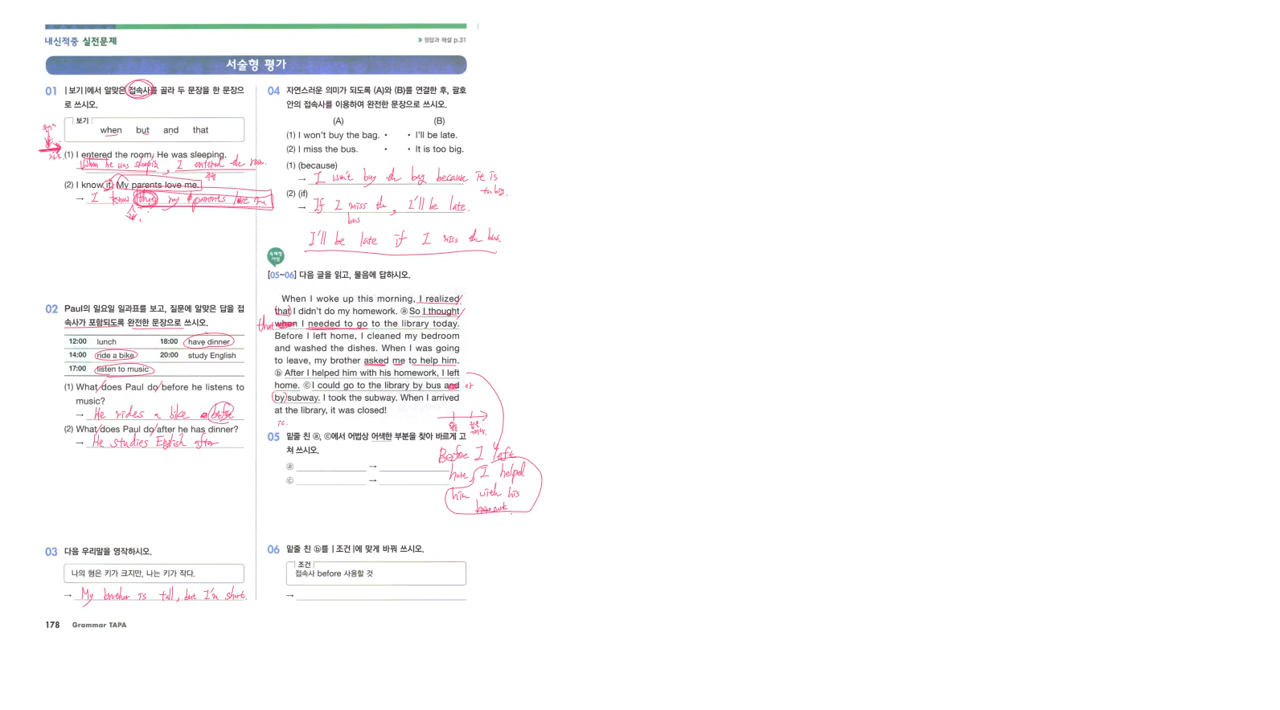 내신적중 실전문제
정답과 해설 p.31
서술형 평가
01 |보기|에서 알맞은 접속사를 골라 두 문장을 한 문장으
로 쓰시오.
보기
when but and that
(1) I entered the room. He was sleeping.
When he was sleeping, I entered the room.
(2) I know it. My parents love me.
→ I know that my parents love me
02 Paul의 일요일 일과표를 보고, 질문에 알맞은 답을 접
속사가 포함되도록 완전한 문장으로 쓰시오.
12:00 lunch 18:00 have dinner
14:00 ride a bike 20:00 study English
17:00 listen to music
(1) What does Paul do before he listens to
music?
→ He rides a bike before
(2) What does Paul do after he has dinner?
→ He studies English after
03 다음 우리말을 영작하시오.
나의 형은 키가 크지만, 나는 키가 작다.
→ My brother is tall, but I'm short.
178 Grammar TAPA
04 자연스러운 의미가 되도록 (A)와 (B)를 연결한 후, 괄호
안의 접속사를 이용하여 완전한 문장으로 쓰시오.
(A) (B)
(1) I won't buy the bag. • • I'll be late.
(2) I miss the bus. • • It is too big.
(1) (because)
→ I won't buy the bag because it is
too big.
(2) (if)
→ If I miss the , I'll be late.
bus
I'll be late if I miss the bus.
[05~06] 다음 글을 읽고, 물음에 답하시오.
When I woke up this morning, I realized
that I didn't do my homework. ⓐSo I thought
that when I needed to go to the library today.
Before I left home, I cleaned my bedroom
and washed the dishes. When I was going
to leave, my brother asked me to help him.
ⓑ After I helped him with his homework, I left
home. ⓒI could go to the library by bus and or
by subway. I took the subway. When I arrived
at the library, it was closed!
05 밑줄 친 ⓐ, ⓒ에서 어법상 어색한 부분을 찾아 바르게 고
쳐 쓰시오.
ⓐ →
ⓒ →
Before I left
home, I helped
him with his
06 밑줄 친 ⓑ를 |조건|에 맞게 바꿔 쓰시오.
조건
접속사 before 사용할 것
→